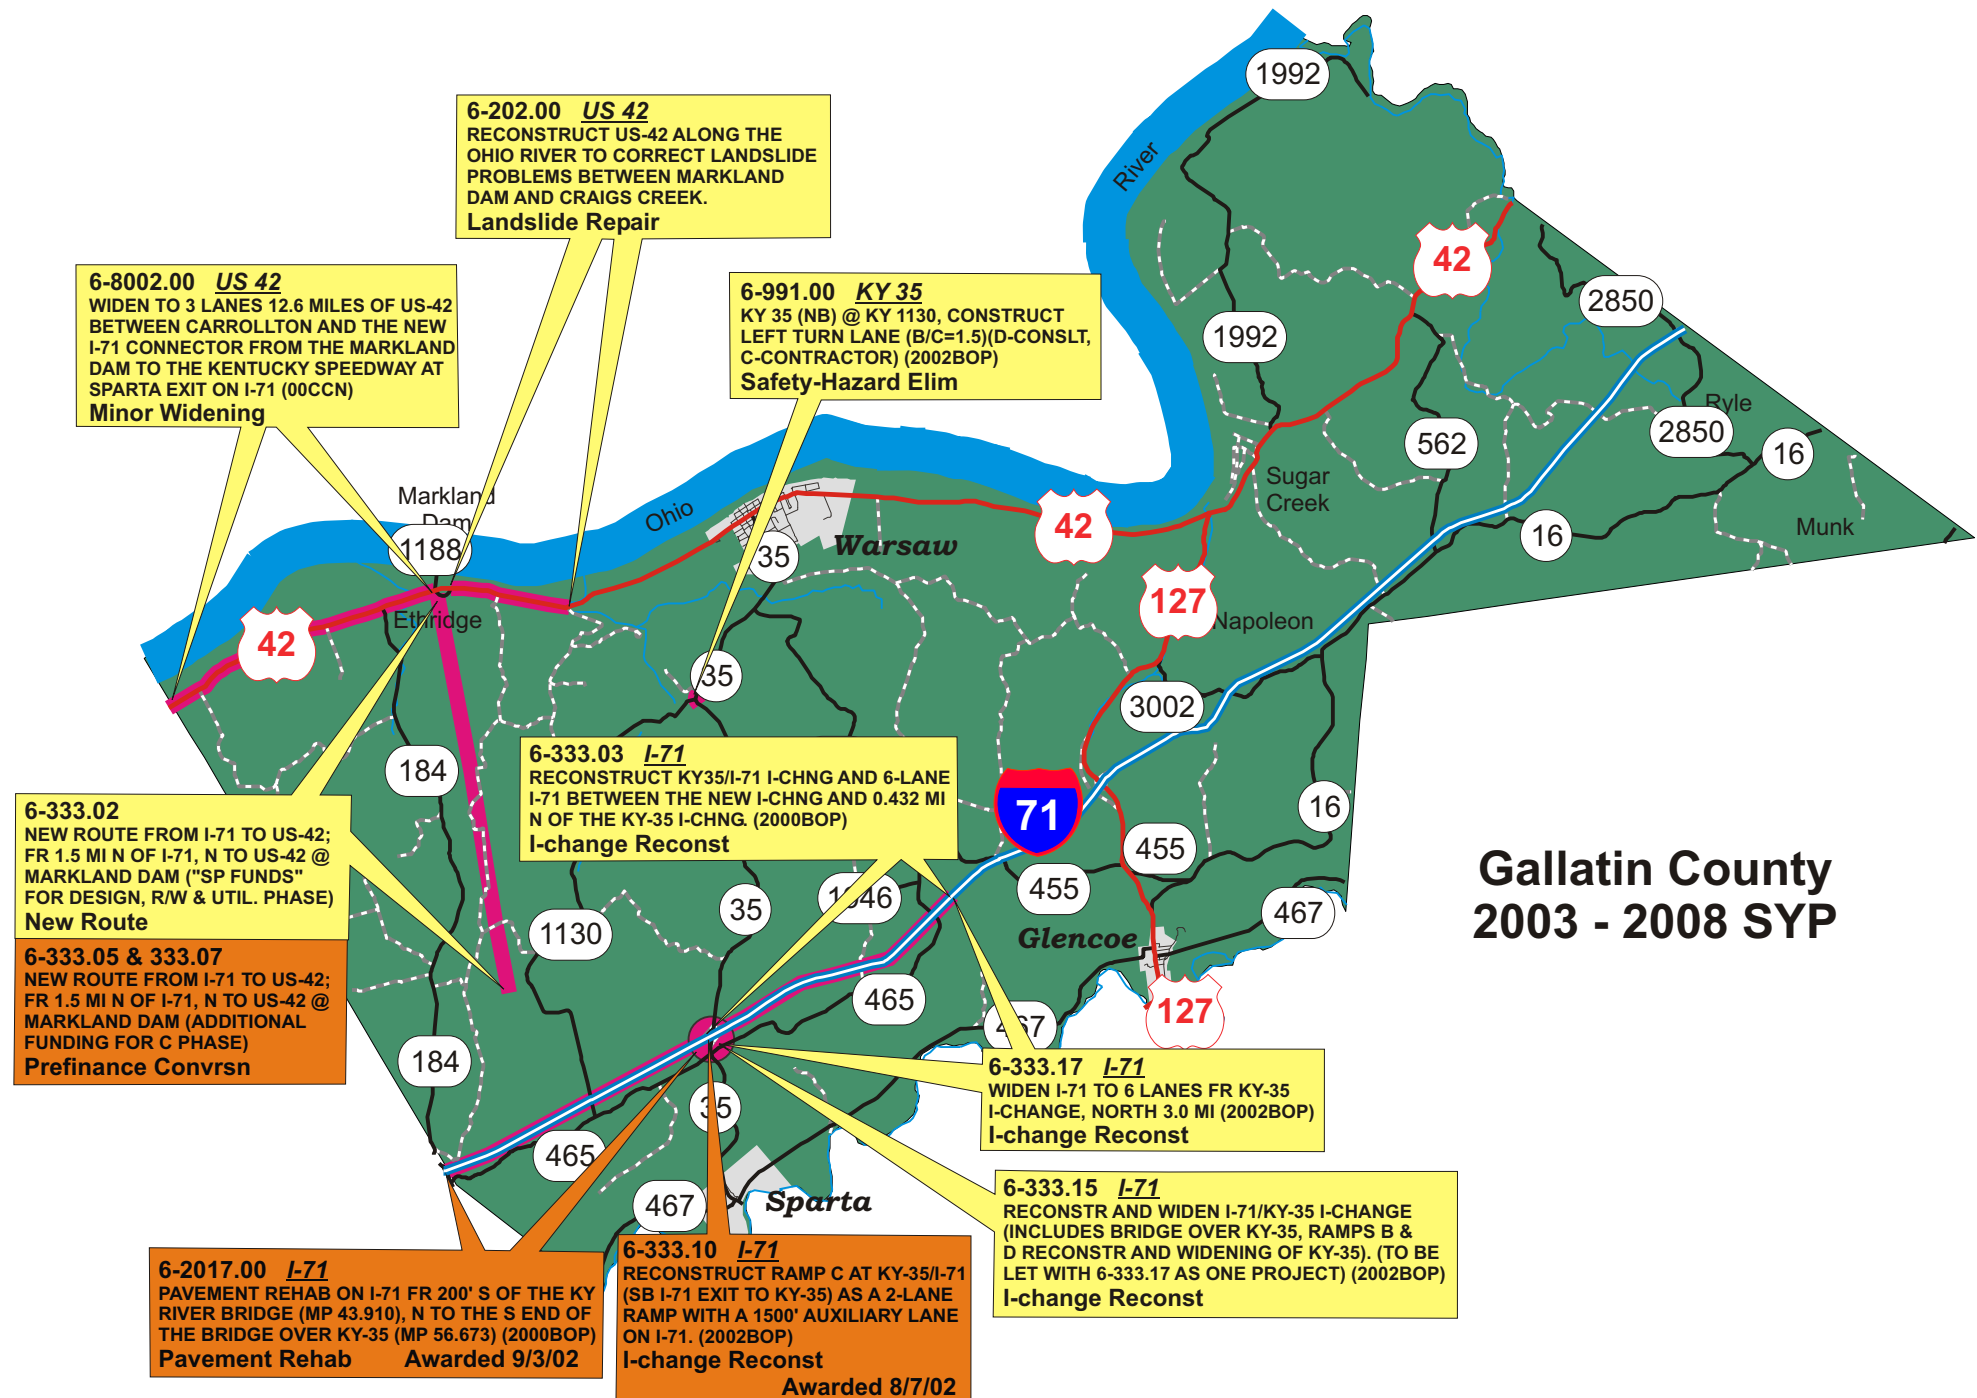 1992
6-202.00 US 42
RECONSTRUCT US-42 ALONG THE
OHIO RIVER TO CORRECT LANDSLIDE
PROBLEMS BETWEEN MARKLAND
DAM AND CRAIGS CREEK.
Landslide Repair
River
6-8002.00 US 42
WIDEN TO 3 LANES 12.6 MILES OF US-42
BETWEEN CARROLLTON AND THE NEW
I-71 CONNECTOR FROM THE MARKLAND
DAM TO THE KENTUCKY SPEEDWAY AT
SPARTA EXIT ON I-71 (00CCN)
Minor Widening
6-991.00 KY 35
KY 35 (NB) @ KY 1130, CONSTRUCT
LEFT TURN LANE (B/C=1.5)(D-CONSLT,
C-CONTRACTOR) (2002BOP)
Safety-Hazard Elim
42
2850
1992
Ryle
2850
562
16
Sugar
Creek
Markland
Dam
1188
Ohio
42
Warsaw
35
16
Munk
127
Napoleon
Ethridge
42
35
3002
184
6-333.03 I-71
RECONSTRUCT KY35/I-71 I-CHNG AND 6-LANE
I-71 BETWEEN THE NEW I-CHNG AND 0.432 MI
N OF THE KY-35 I-CHNG. (2000BOP)
I-change Reconst
71
16
455
455
6-333.02
NEW ROUTE FROM I-71 TO US-42;
FR 1.5 MI N OF I-71, N TO US-42 @
MARKLAND DAM ("SP FUNDS"
FOR DESIGN, R/W & UTIL. PHASE)
New Route
6-333.05 & 333.07
NEW ROUTE FROM I-71 TO US-42;
FR 1.5 MI N OF I-71, N TO US-42 @
MARKLAND DAM (ADDITIONAL
FUNDING FOR C PHASE)
Prefinance Convrsn
Gallatin County
2003 - 2008 SYP
35
1046
467
1130
Glencoe
465
127
467
184
35
465
467
Sparta
6-333.17 I-71
WIDEN I-71 TO 6 LANES FR KY-35
I-CHANGE, NORTH 3.0 MI (2002BOP)
I-change Reconst
6-333.15 I-71
RECONSTR AND WIDEN I-71/KY-35 I-CHANGE
(INCLUDES BRIDGE OVER KY-35, RAMPS B &
D RECONSTR AND WIDENING OF KY-35). (TO BE
LET WITH 6-333.17 AS ONE PROJECT) (2002BOP)
I-change Reconst
6-2017.00 I-71
PAVEMENT REHAB ON I-71 FR 200' S OF THE KY
RIVER BRIDGE (MP 43.910), N TO THE S END OF
THE BRIDGE OVER KY-35 (MP 56.673) (2000BOP)
Pavement Rehab Awarded 9/3/02
6-333.10 I-71
RECONSTRUCT RAMP C AT KY-35/I-71
(SB I-71 EXIT TO KY-35) AS A 2-LANE
RAMP WITH A 1500' AUXILIARY LANE
ON I-71. (2002BOP)
I-change Reconst
Awarded 8/7/02